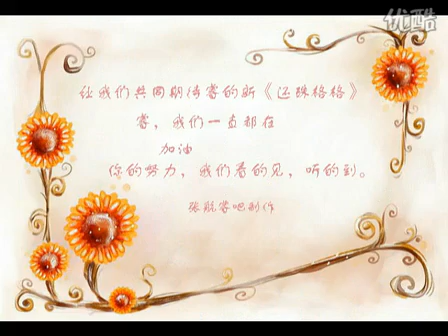 优酷
让我们共同期待睿的新《还珠格格》
睿，我们一直都在
加油
你的努力，我们看的见，听的到。
张睿吧制作